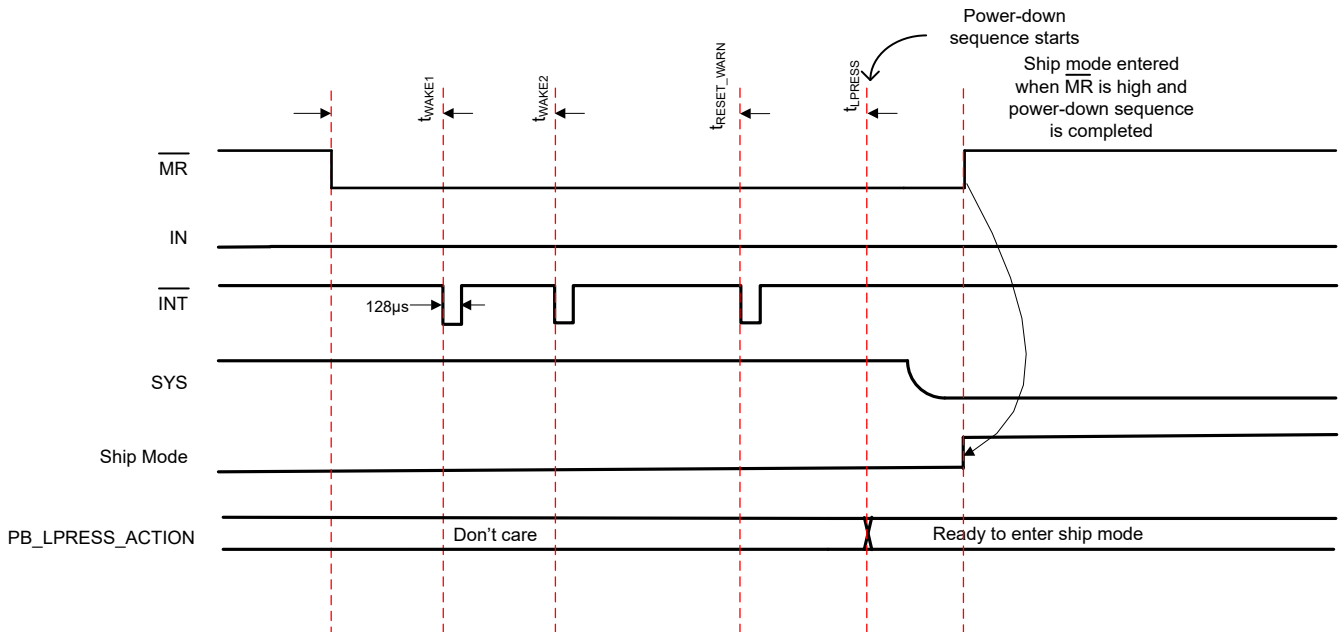 Power-down
sequence starts
Ship mode entered
when MR is high and
power-down sequence
is completed
tWAKE1
tWAKE2
tRESET_WARN
tLPRESS
MR
IN
INT
128µs
SYS
Ship Mode
PB_LPRESS_ACTION
Don't care
Ready to enter ship mode